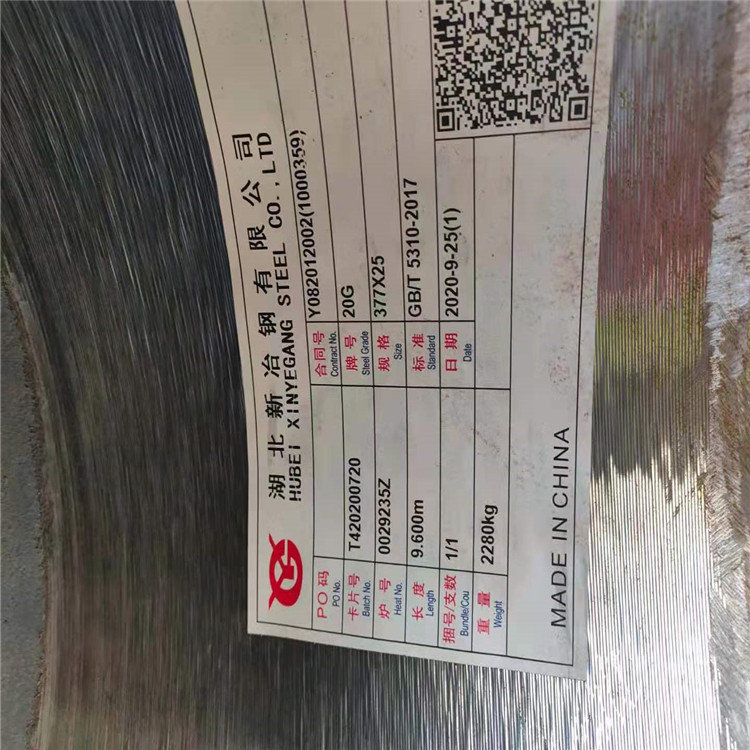 湖北新冶钢有限公司
HUBEI XINYEGANG STEEL CO.,LTD
PO码 PO No. 合同号 Contract No. Y082012002(1000359)
卡片号 Batch No. T420200720 牌号 Steel Grade 20G
炉号 Heat No. 0029235Z 规格 Size 377X25
长度 Length 9.600m 标准 Standard GB/T 5310-2017
捆号/支数 Bundle/Cou 1/1 日期 Date 2020-9-25(1)
重量 Weight 2280kg
MADE IN CHINA